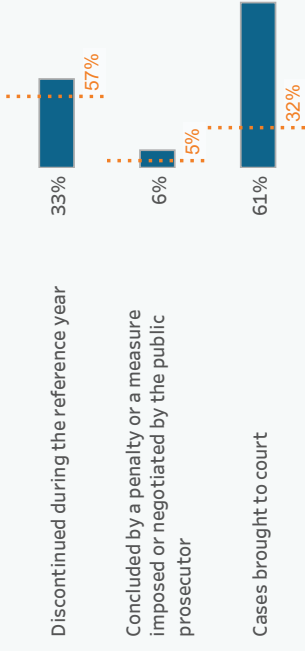 Discontinued during the reference year
33%
57%
Concluded by a penalty or a measure
imposed or negotiated by the public
prosecutor
6%
5%
Cases brought to court
61%
32%